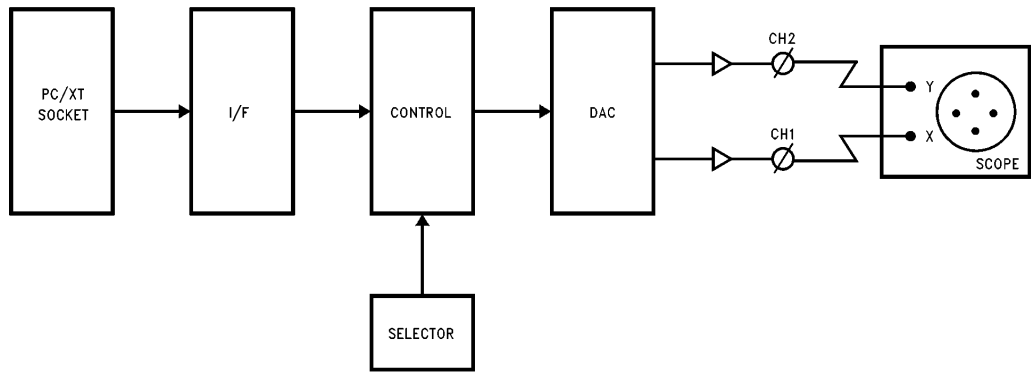 PC/XT
SOCKET
I/F
CONTROL
DAC
CH2
CH1
Y
X
SCOPE
SELECTOR